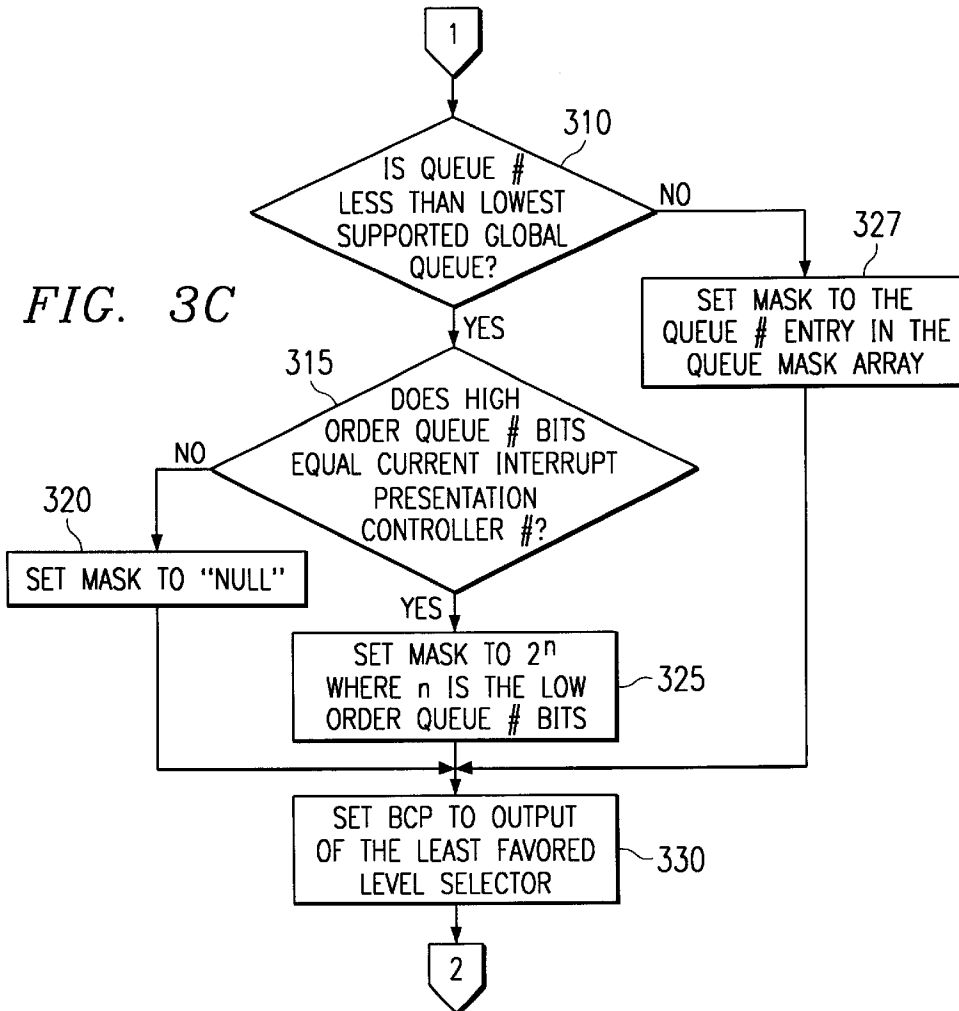 1
310
IS QUEUE #
LESS THAN LOWEST
SUPPORTED GLOBAL
QUEUE?
NO
327
SET MASK TO THE
QUEUE # ENTRY IN THE
QUEUE MASK ARRAY
FIG. 3C
YES
315
DOES HIGH
ORDER QUEUE # BITS
EQUAL CURRENT INTERRUPT
PRESENTATION
CONTROLLER #?
NO
320
SET MASK TO “NULL”
YES
SET MASK TO 2ⁿ
WHERE n IS THE LOW
ORDER QUEUE # BITS
325
SET BCP TO OUTPUT
OF THE LEAST FAVORED
LEVEL SELECTOR
330
2